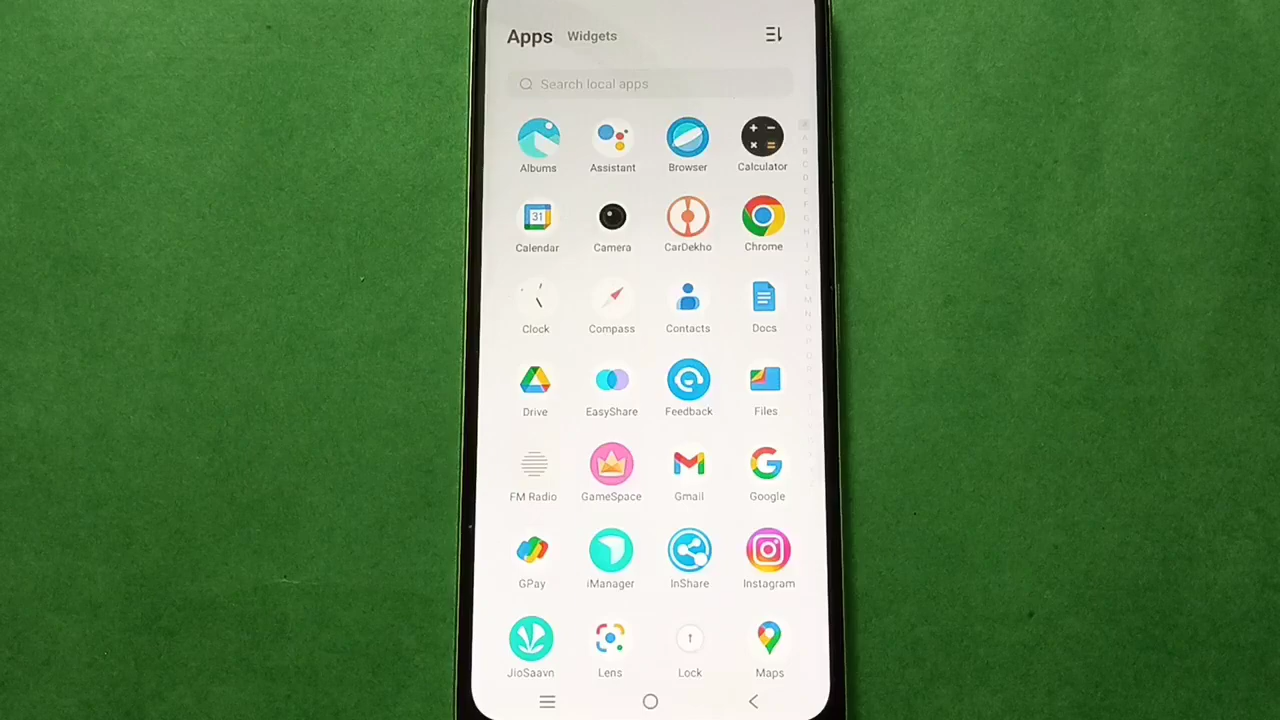 Apps Widgets
Search local apps
Albums Assistant Browser Calculator
31
Calendar Camera CarDekho Chrome
Clock Compass Contacts Docs
Drive EasyShare Feedback Files
FM Radio GameSpace Gmail Google
GPay iManager InShare Instagram
JioSaavn Lens Lock Maps